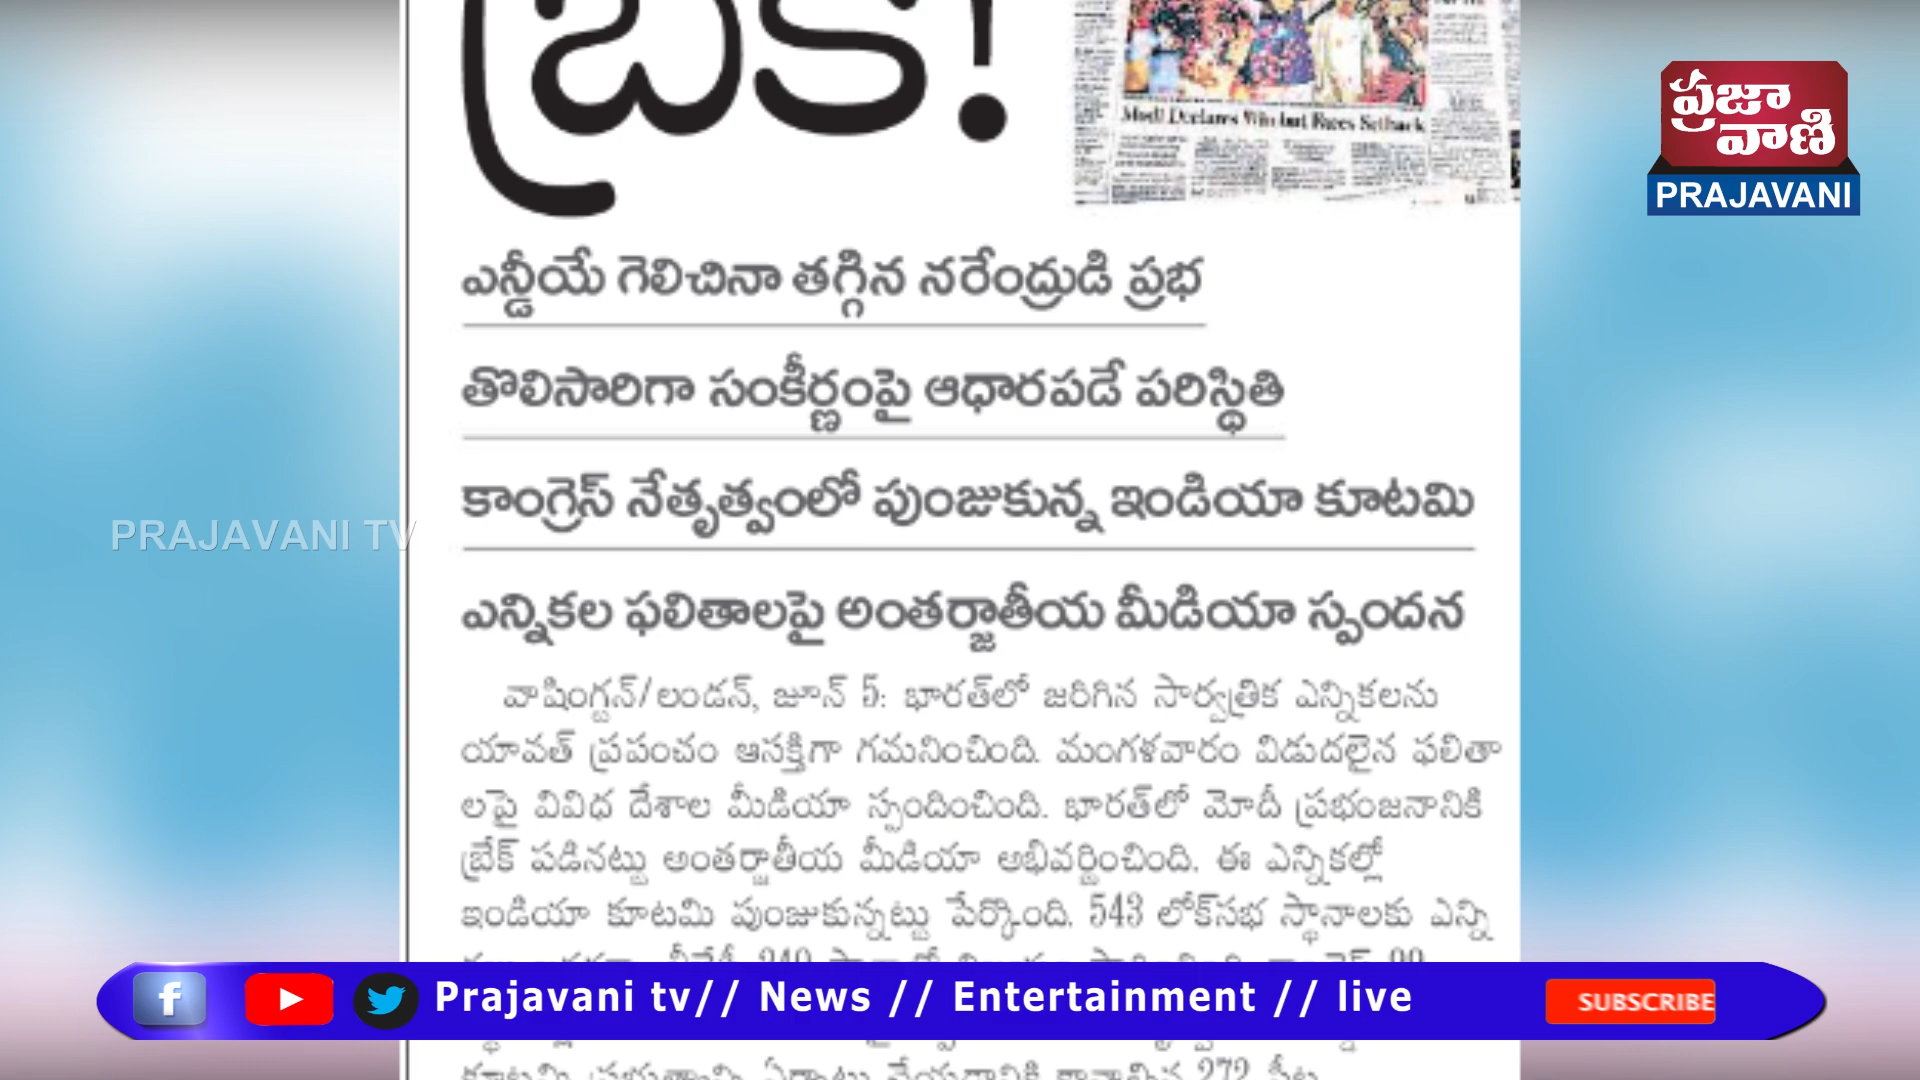 బ్రేక్!
Modi Declares Win but Faces Setback
ప్రజా
వాణి
PRAJAVANI
ఎన్డీయే గెలిచినా తగ్గిన నరేంద్రుడి ప్రభ
తొలిసారిగా సంకీర్ణంపై ఆధారపడే పరిస్థితి
కాంగ్రెస్ నేతృత్వంలో పుంజుకున్న ఇండియా కూటమి
PRAJAVANI TV
ఎన్నికల ఫలితాలపై అంతర్జాతీయ మీడియా స్పందన
వాషింగ్టన్/లండన్, జూన్ 5: భారత్‌లో జరిగిన సార్వత్రిక ఎన్నికలను
యావత్ ప్రపంచం ఆసక్తిగా గమనించింది. మంగళవారం విడుదలైన ఫలితా
లపై వివిధ దేశాల మీడియా స్పందించింది. భారత్‌లో మోదీ ప్రభంజనానికి
బ్రేక్ పడినట్టు అంతర్జాతీయ మీడియా అభివర్ణించింది. ఈ ఎన్నికల్లో
ఇండియా కూటమి పుంజుకున్నట్టు పేర్కొంది. 543 లోక్‌సభ స్థానాలకు ఎన్ని
Prajavani tv// News // Entertainment // live
SUBSCRIBE
272